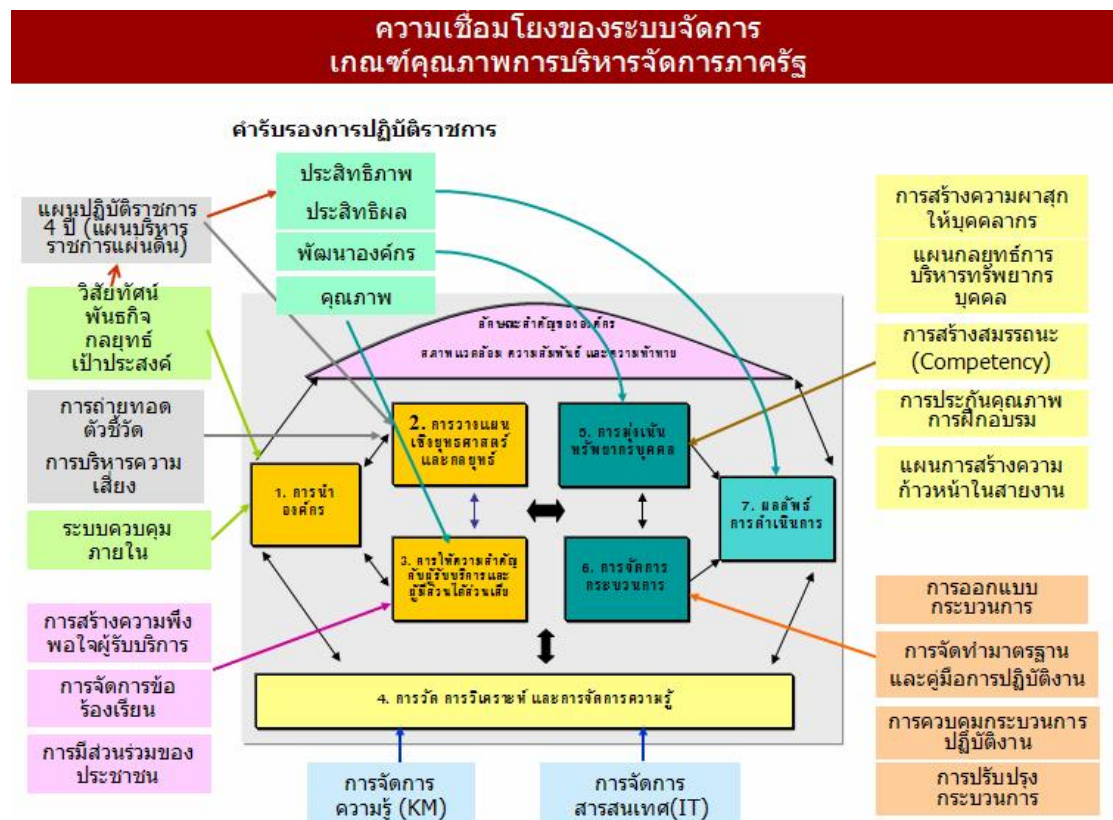 ความเชื่อมโยงของระบบจัดการ
เกณฑ์คุณภาพการบริหารจัดการภาครัฐ
คำรับรองการปฏิบัติราชการ
ประสิทธิภาพ
ประสิทธิผล
พัฒนาองค์กร
คุณภาพ
แผนปฏิบัติราชการ
4 ปี (แผนบริหาร
ราชการแผ่นดิน)
วิสัยทัศน์
พันธกิจ
กลยุทธ์
เป้าประสงค์
การถ่ายทอด
ตัวชี้วัด
การบริหารความ
เสี่ยง
ระบบควบคุม
ภายใน
การสร้างความพึง
พอใจผู้รับบริการ
การจัดการข้อ
ร้องเรียน
การมีส่วนร่วมของ
ประชาชน
ลักษณะสำคัญขององค์กร
สภาพแวดล้อม ความสัมพันธ์ และความท้าทาย
1. การนำ
องค์กร
2. การวางแผน
เชิงยุทธศาสตร์
และกลยุทธ์
3. การให้ความสำคัญ
กับผู้รับบริการและ
ผู้มีส่วนได้ส่วนเสีย
5. การมุ่งเน้น
ทรัพยากรบุคคล
6. การจัดการ
กระบวนการ
7. ผลลัพธ์
การดำเนินการ
4. การวัด การวิเคราะห์ และการจัดการความรู้
การจัดการ
ความรู้ (KM)
การจัดการ
สารสนเทศ(IT)
การสร้างความผาสุก
ให้บุคคลากร
แผนกลยุทธ์การ
บริหารทรัพยากร
บุคคล
การสร้างสมรรถนะ
(Competency)
การประกันคุณภาพ
การฝึกอบรม
แผนการสร้างความ
ก้าวหน้าในสายงาน
การออกแบบ
กระบวนการ
การจัดทำมาตรฐาน
และคู่มือการปฏิบัติงาน
การควบคุมกระบวนการ
ปฏิบัติงาน
การปรับปรุง
กระบวนการ